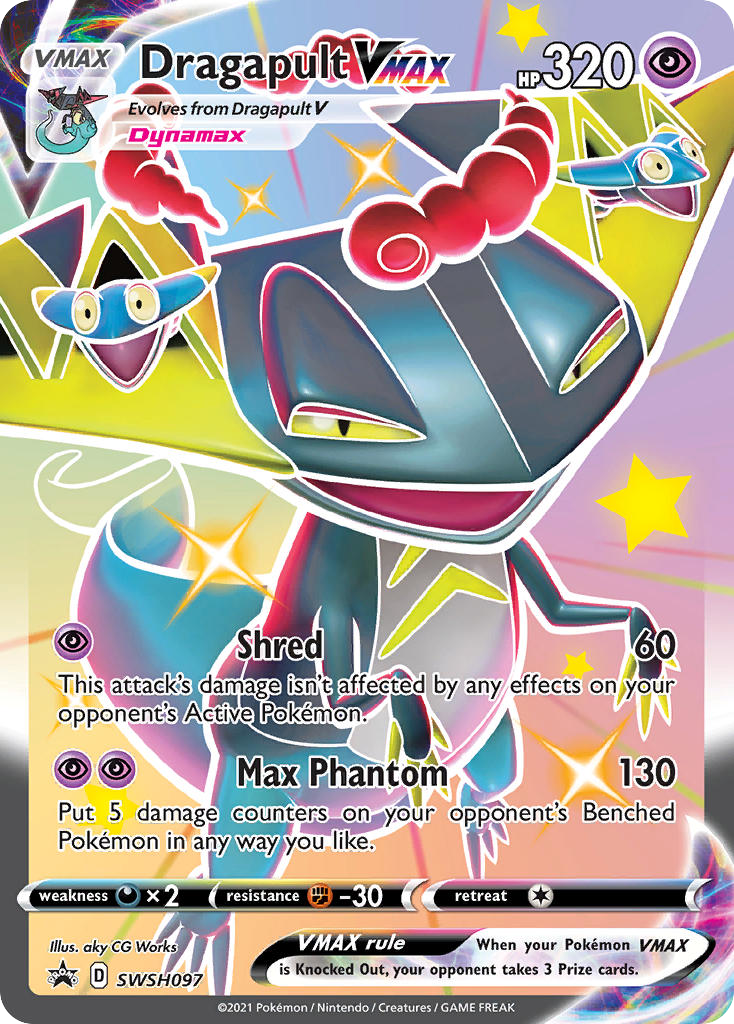 VMAX
Dragapult VMAX
HP 320
Evolves from Dragapult V
Dynamax
Shred 60
This attack's damage isn't affected by any effects on your
opponent's Active Pokémon.
Max Phantom 130
Put 5 damage counters on your opponent's Benched
Pokémon in any way you like.
weakness ×2 resistance -30 retreat
Illus. aky CG Works
VMAX rule When your Pokémon VMAX
is Knocked Out, your opponent takes 3 Prize cards.
D SWSH097
©2021 Pokémon / Nintendo / Creatures / GAME FREAK